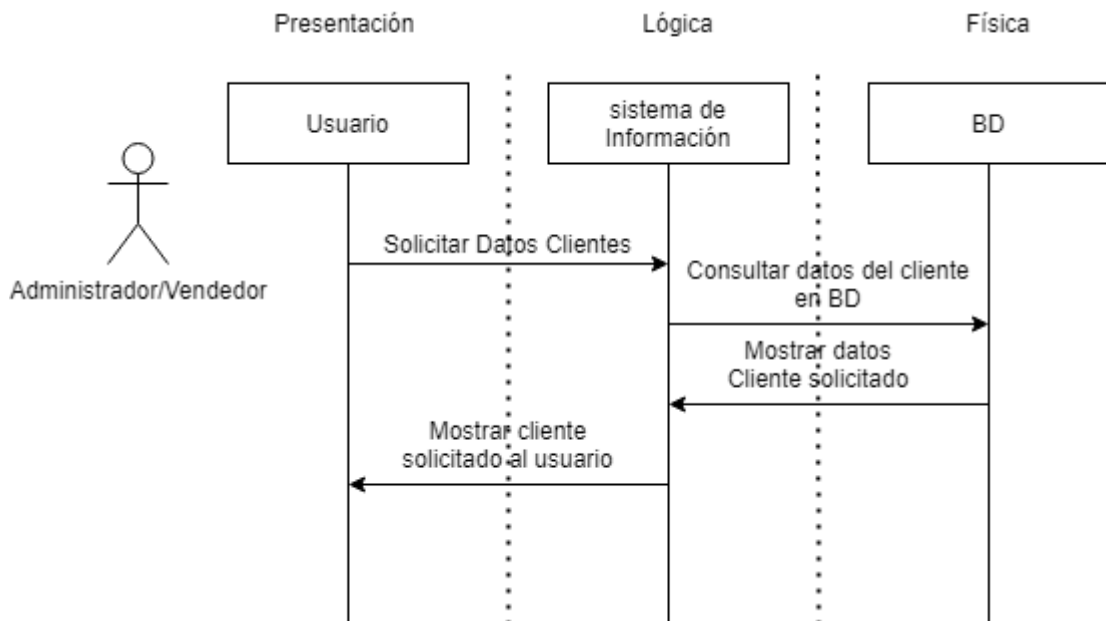 Presentación
Lógica
Física
Usuario
sistema de
Información
BD
Administrador/Vendedor
Solicitar Datos Clientes
Consultar datos del cliente
en BD
Mostrar datos
Cliente solicitado
Mostrar cliente
solicitado al usuario